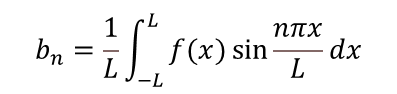 b_n = \frac{1}{L} \int_{-L}^{L} f(x) \sin \frac{n\pi x}{L} dx